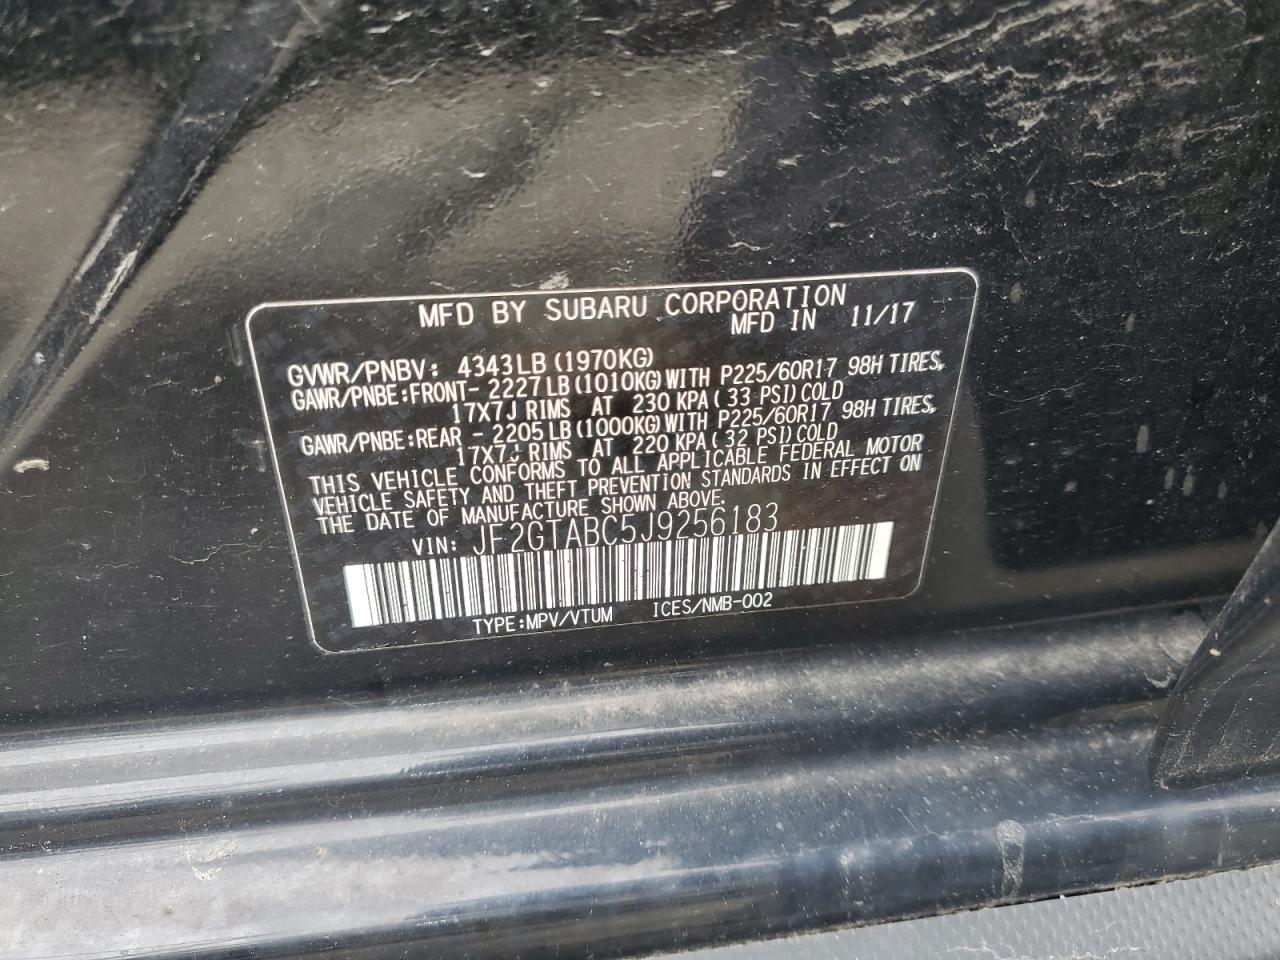 MFD BY SUBARU CORPORATION
MFD IN 11/17
GVWR/PNBV: 4343LB(1970KG)
GAWR/PNBE:FRONT-2227LB(1010KG)WITH P225/60R17 98H TIRES,
17X7J RIMS AT 230 KPA(33 PSI)COLD
GAWR/PNBE:REAR -2205LB(1000KG)WITH P225/60R17 98H TIRES,
17X7J RIMS AT 220 KPA(32 PSI)COLD
THIS VEHICLE CONFORMS TO ALL APPLICABLE FEDERAL MOTOR
VEHICLE SAFETY AND THEFT PREVENTION STANDARDS IN EFFECT ON
THE DATE OF MANUFACTURE SHOWN ABOVE.
VIN: JF2GTABC5J9256183
TYPE:MPV/VTUM ICES/NMB-002